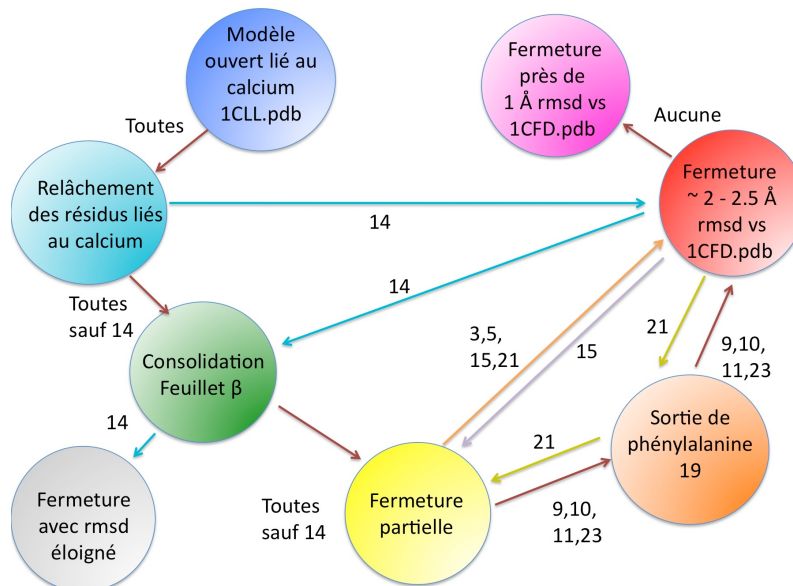 Modèle
ouvert lié au
calcium
1CLL.pdb
Fermeture
près de
1 Å rmsd vs
1CFD.pdb
Toutes
Aucune
Relâchement
des résidus liés
au calcium
Fermeture
~ 2 - 2.5 Å
rmsd vs
1CFD.pdb
14
14
Toutes
sauf 14
Consolidation
Feuillet β
3,5,
15,21
15
21
9,10,
11,23
14
Sortie de
phénylalanine
19
21
Fermeture
avec rmsd
éloigné
Toutes
sauf 14
Fermeture
partielle
9,10,
11,23